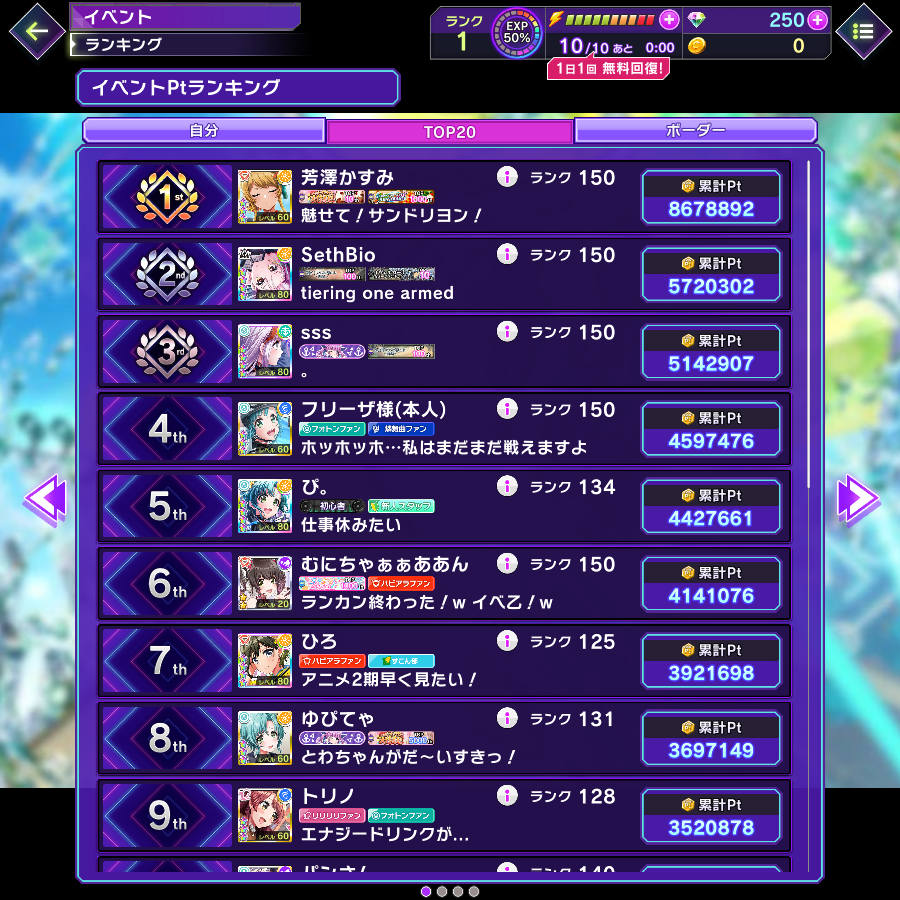 イベント
ランキング
ランク
1
EXP
50%
10/10 あと 0:00
1日1回 無料回復!
250
0
イベントPtランキング
自分
TOP20
ボーダー
1st
芳澤かすみ
ランク 150
魅せて！サンドリヨン！
レベル 60
累計Pt
8678892
2nd
SethBio
ランク 150
tiering one armed
レベル 80
累計Pt
5720302
3rd
sss
ランク 150
。
レベル 80
累計Pt
5142907
4th
フリーザ様(本人)
ランク 150
フォトンファン
燐舞曲ファン
ホッホッホ…私はまだまだ戦えますよ
レベル 60
累計Pt
4597476
5th
ぴ。
ランク 134
初心者
新人スタッフ
仕事休みたい
レベル 80
累計Pt
4427661
6th
むにちゃぁぁああん
ランク 150
ハピアラファン
ランカン終わった！w イベ乙！w
レベル 20
累計Pt
4141076
7th
ひろ
ランク 125
ハピアラファン
すこん部
アニメ2期早く見たい！
レベル 80
累計Pt
3921698
8th
ゆぴてゃ
ランク 131
とわちゃんがだ～いすきっ！
レベル 60
累計Pt
3697149
9th
トリノ
ランク 128
リリリリファン
フォトンファン
エナジードリンクが…
レベル 60
累計Pt
3520878